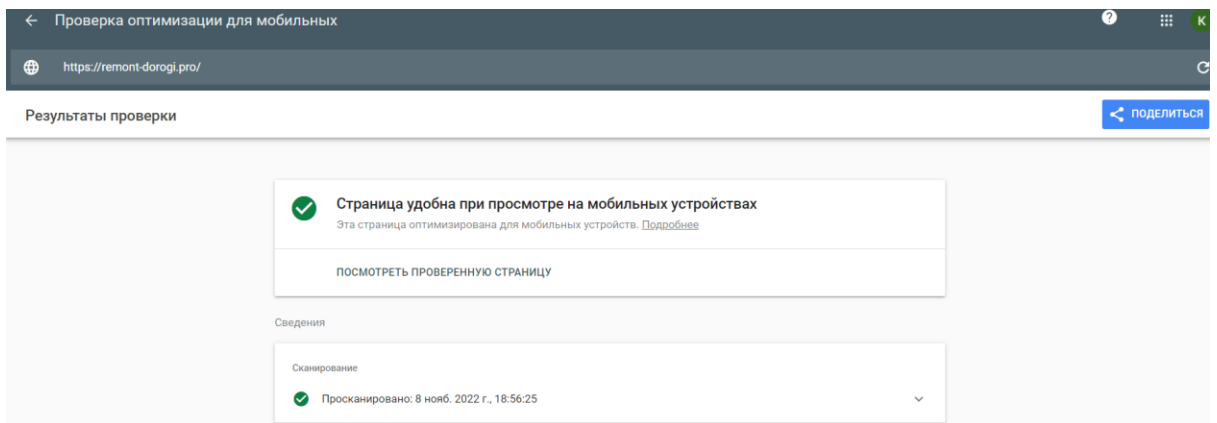 Проверка оптимизации для мобильных
K
https://remont-dorogi.pro/
Результаты проверки
ПОДЕЛИТЬСЯ
Страница удобна при просмотре на мобильных устройствах
Эта страница оптимизирована для мобильных устройств. Подробнее
ПОСМОТРЕТЬ ПРОВЕРЕННУЮ СТРАНИЦУ
Сведения
Сканирование
Просканировано: 8 нояб. 2022 г., 18:56:25